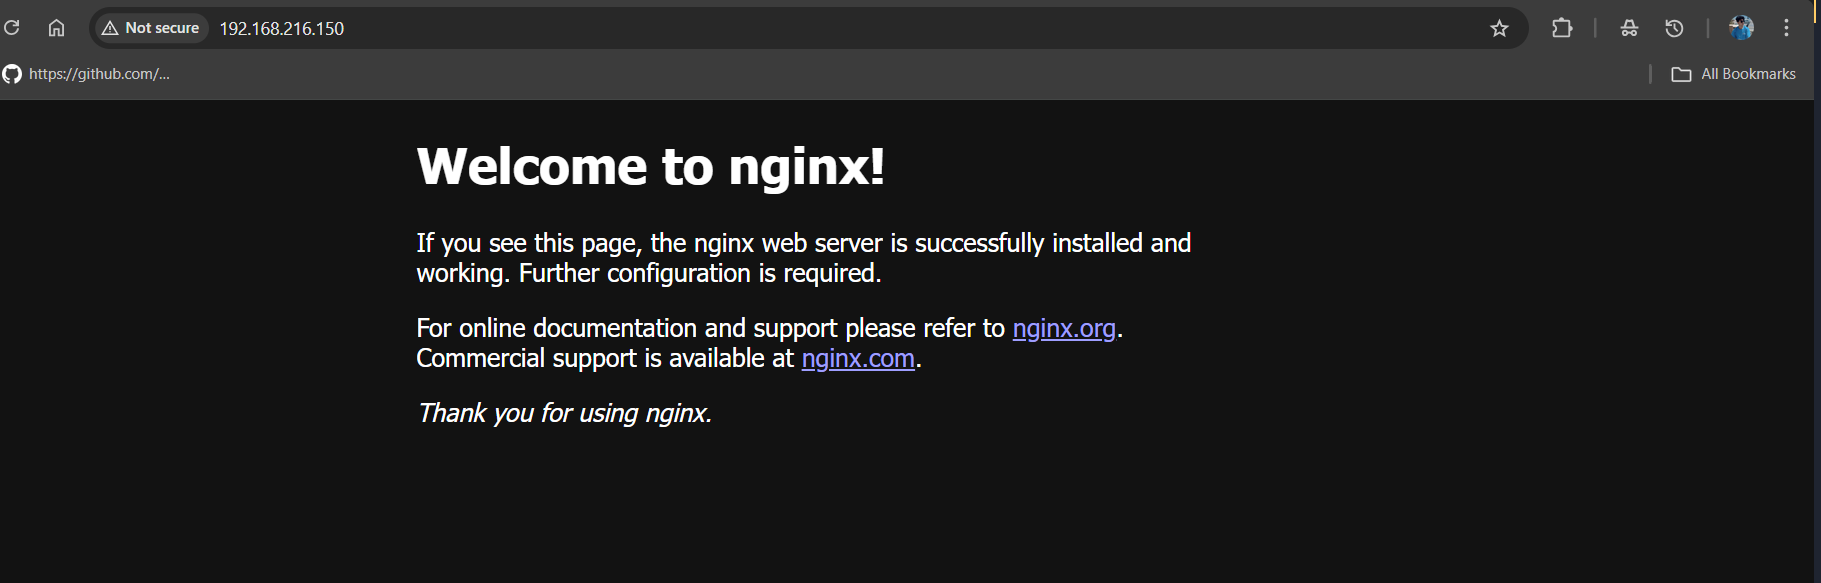 Not secure
192.168.216.150
https://github.com/...
All Bookmarks
Welcome to nginx!
If you see this page, the nginx web server is successfully installed and
working. Further configuration is required.
For online documentation and support please refer to nginx.org.
Commercial support is available at nginx.com.
Thank you for using nginx.